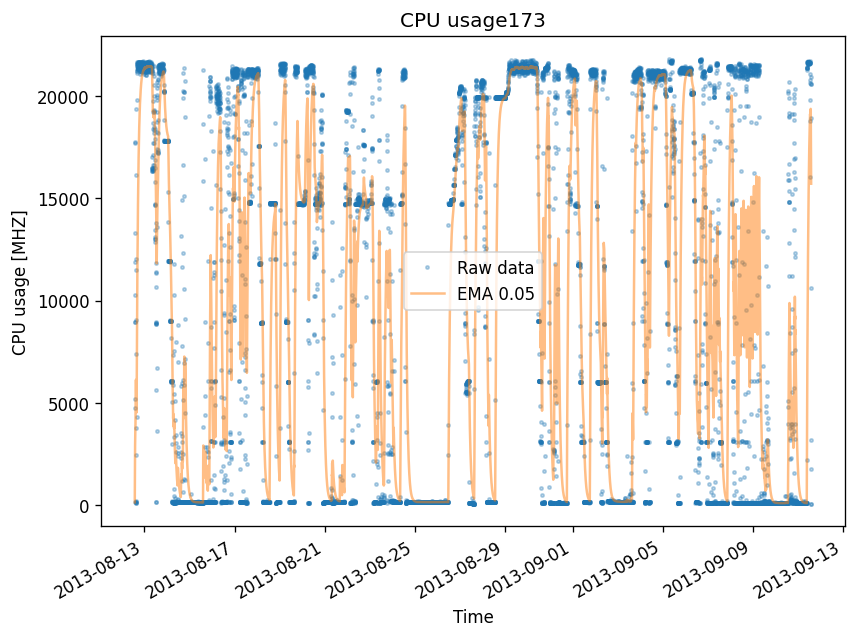 CPU usage173
CPU usage [MHZ]
20000
15000
10000
5000
0
Raw data
EMA 0.05
2013-08-13
2013-08-17
2013-08-21
2013-08-25
2013-08-29
2013-09-01
2013-09-05
2013-09-09
2013-09-13
Time